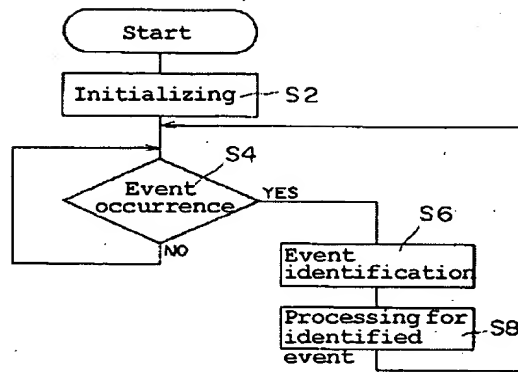 Start
Initializing
S2
S4
Event
occurrence
YES
NO
S6
Event
identification
Processing for
identified
event
S8